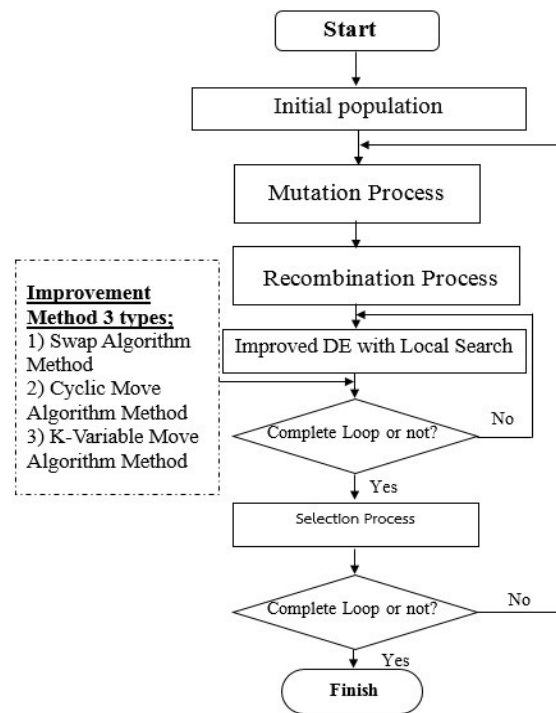 Start
Initial population
Mutation Process
Recombination Process
Improvement
Method 3 types;
1) Swap Algorithm
Method
2) Cyclic Move
Algorithm Method
3) K-Variable Move
Algorithm Method
Improved DE with Local Search
Complete Loop or not?
No
Yes
Selection Process
Complete Loop or not?
No
Yes
Finish